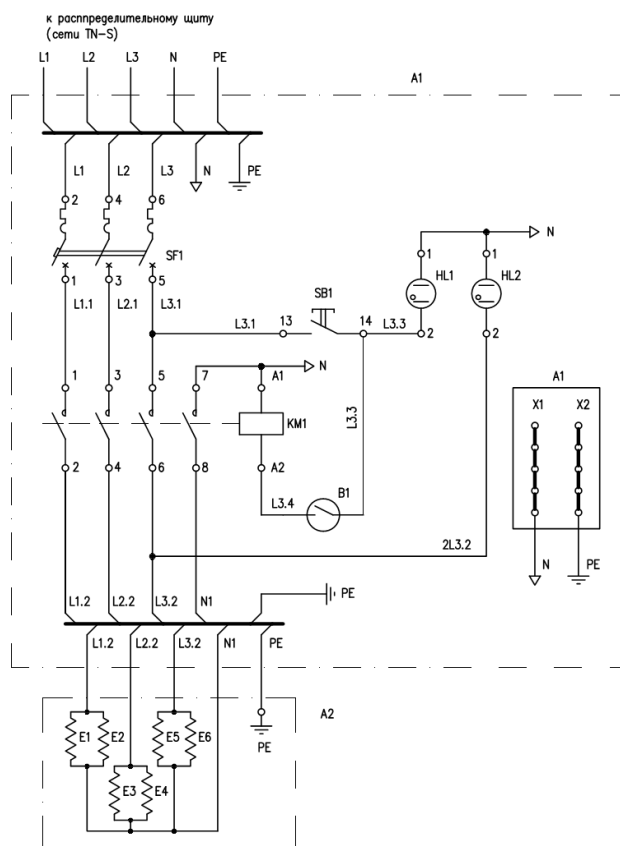 к распределительному щиту
(сети TN-S)
L1 L2 L3 N PE
A1
L1 L2 L3 N PE
2 4 6
SF1
1 3 5
L1.1 L2.1 L3.1
1 1 N
HL1 HL2
2 2
SB1
L3.1 13 14 L3.3
1 3 5 7 A1 N
KM1
L3.3
2 4 6 8 A2
L3.4 B1
2L3.2
A1
X1 X2
N PE
L1.2 L2.2 L3.2 N1 PE
L1.2 L2.2 L3.2 N1 PE
A2
E1 E2 E5 E6
PE
E3 E4